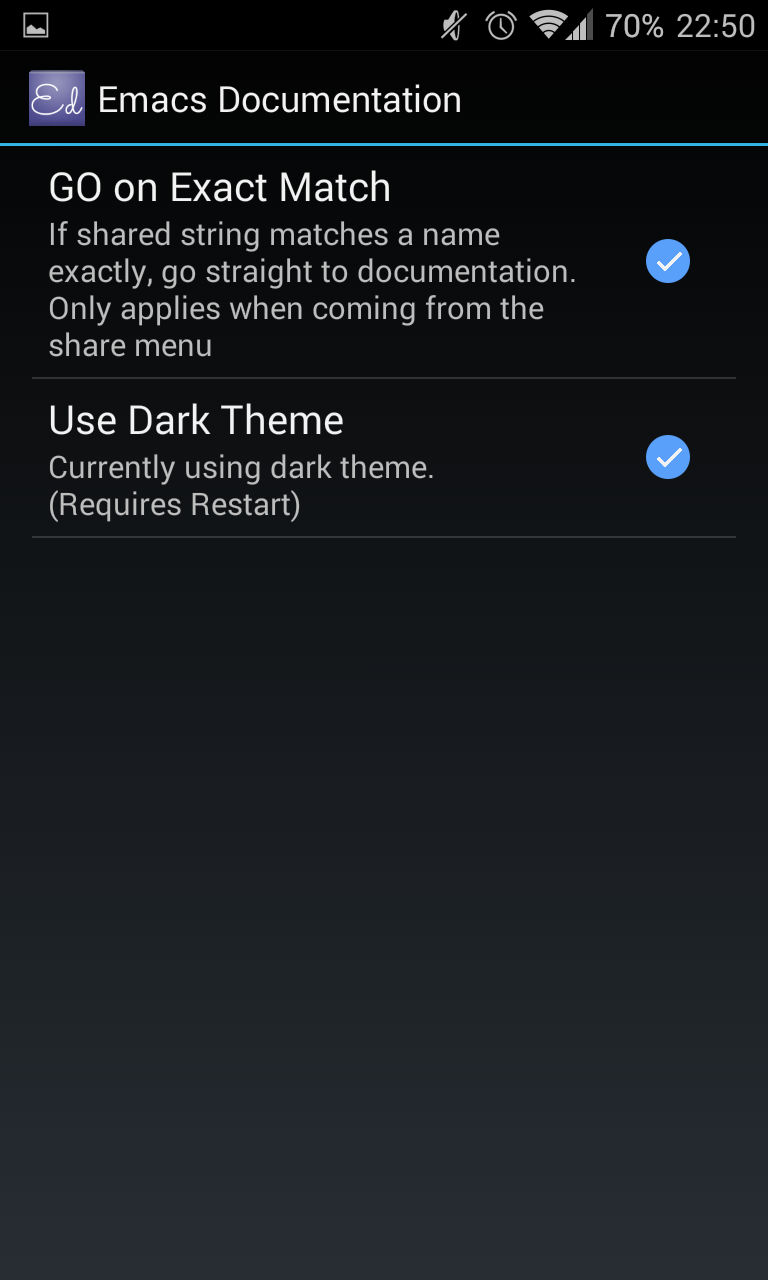 70% 22:50
Ed Emacs Documentation
GO on Exact Match
If shared string matches a name
exactly, go straight to documentation.
Only applies when coming from the
share menu
Use Dark Theme
Currently using dark theme.
(Requires Restart)